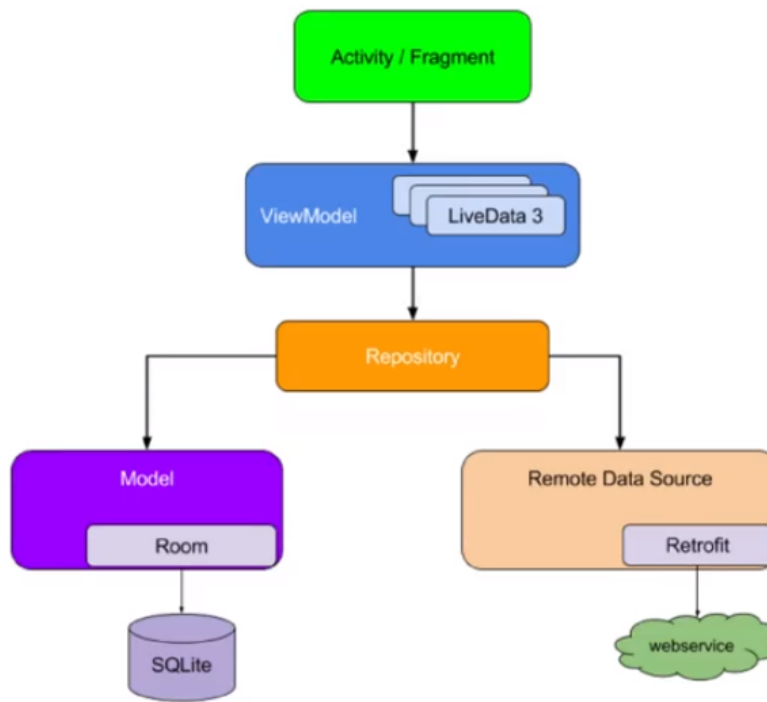 Activity / Fragment
ViewModel
LiveData 3
Repository
Model
Remote Data Source
Room
Retrofit
SQLite
webservice